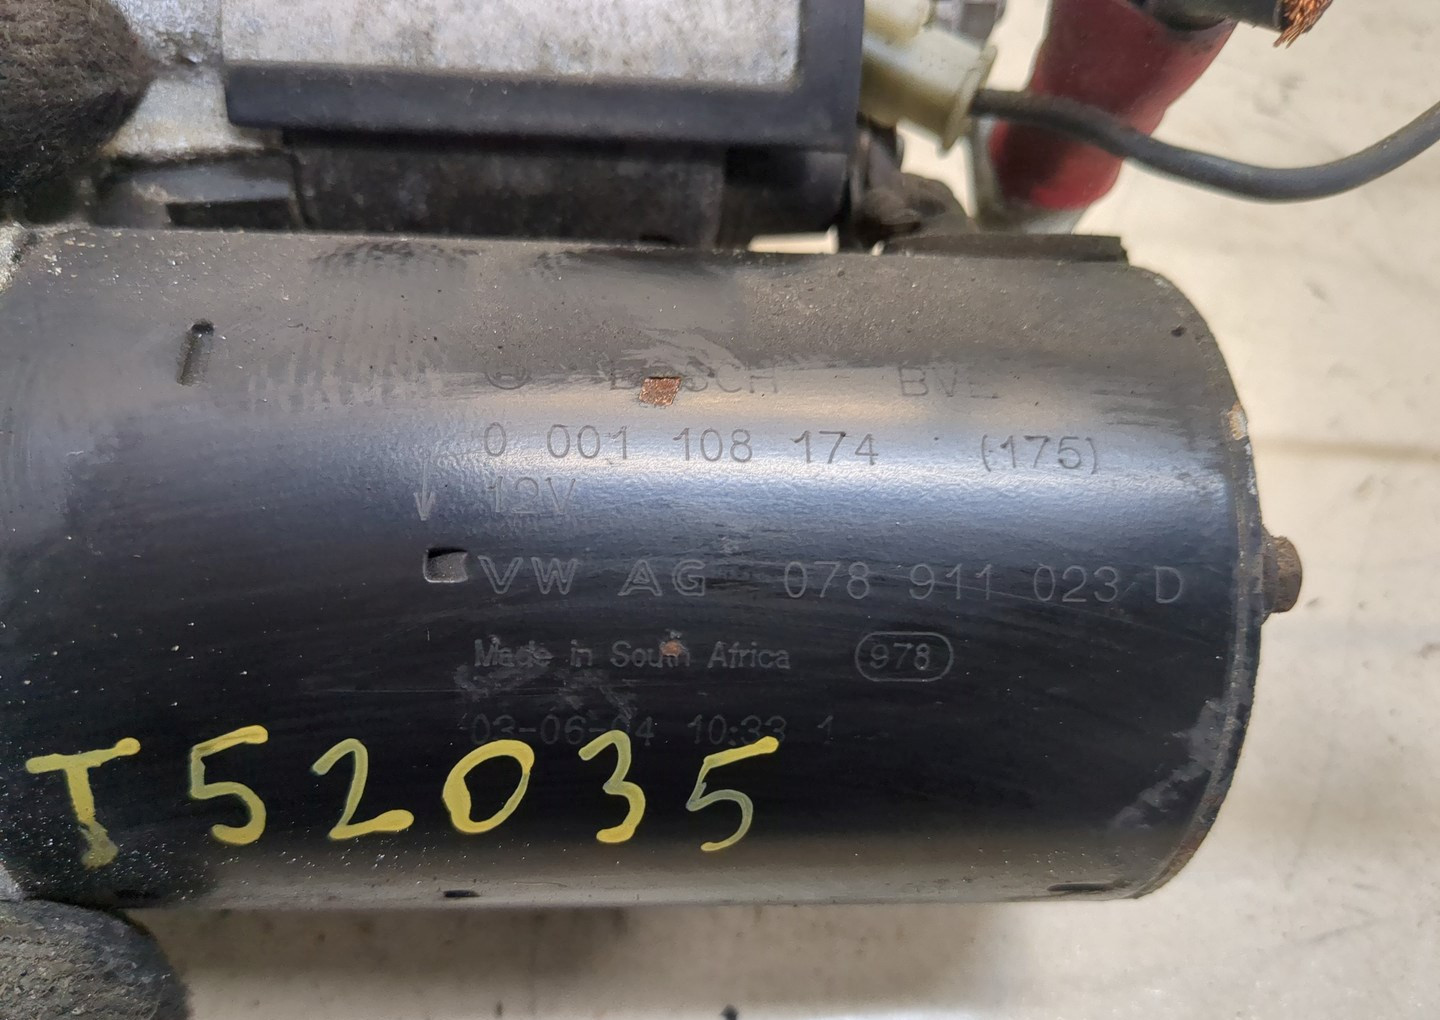 BOSCH - BVE
0 001 108 174 (175)
12V
VW AG 078 911 023 D
Made in South Africa 978
03-06-04 10:33 1
T52035